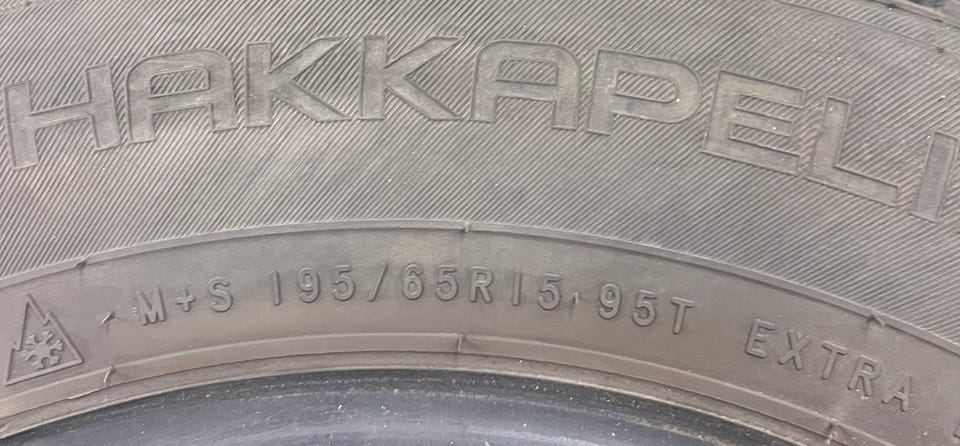 HAKKAPELI
M+S 195/65R15 95T EXTRA